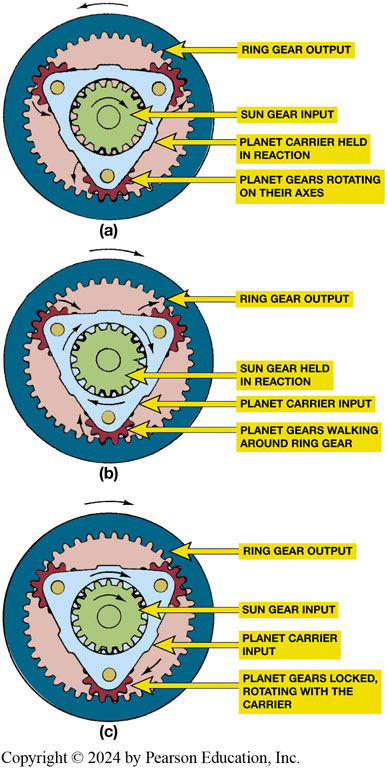 RING GEAR OUTPUT
SUN GEAR INPUT
PLANET CARRIER HELD
IN REACTION
PLANET GEARS ROTATING
ON THEIR AXES
(a)
RING GEAR OUTPUT
SUN GEAR HELD
IN REACTION
PLANET CARRIER INPUT
PLANET GEARS WALKING
AROUND RING GEAR
(b)
RING GEAR OUTPUT
SUN GEAR INPUT
PLANET CARRIER
INPUT
PLANET GEARS LOCKED,
ROTATING WITH THE
CARRIER
(c)
Copyright © 2024 by Pearson Education, Inc.